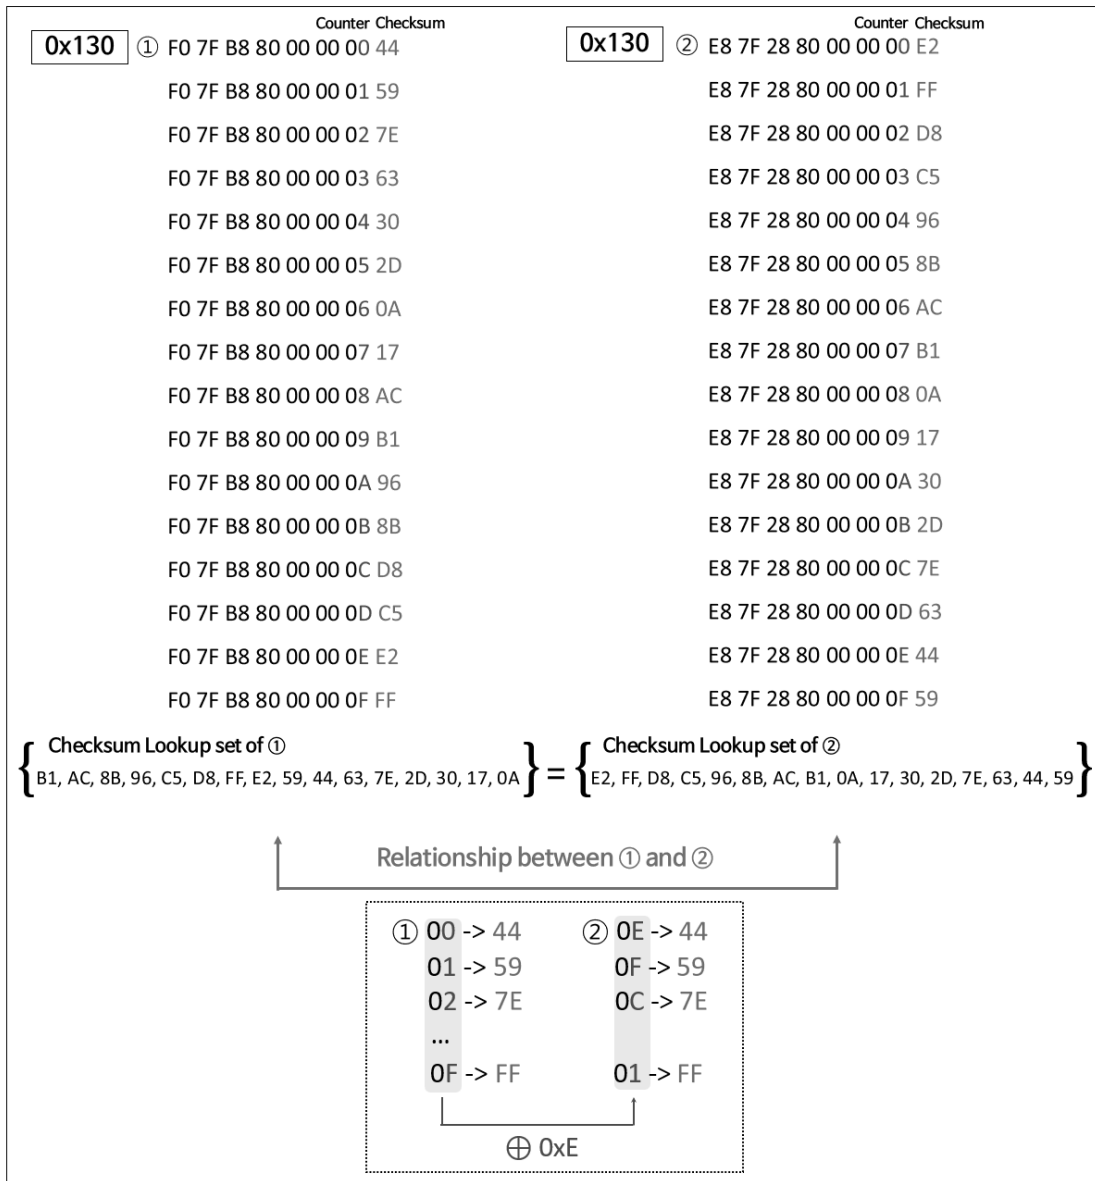 Counter Checksum
0x130 ① F0 7F B8 80 00 00 00 44
F0 7F B8 80 00 00 01 59
F0 7F B8 80 00 00 02 7E
F0 7F B8 80 00 00 03 63
F0 7F B8 80 00 00 04 30
F0 7F B8 80 00 00 05 2D
F0 7F B8 80 00 00 06 0A
F0 7F B8 80 00 00 07 17
F0 7F B8 80 00 00 08 AC
F0 7F B8 80 00 00 09 B1
F0 7F B8 80 00 00 0A 96
F0 7F B8 80 00 00 0B 8B
F0 7F B8 80 00 00 0C D8
F0 7F B8 80 00 00 0D C5
F0 7F B8 80 00 00 0E E2
F0 7F B8 80 00 00 0F FF
Counter Checksum
0x130 ② E8 7F 28 80 00 00 00 E2
E8 7F 28 80 00 00 01 FF
E8 7F 28 80 00 00 02 D8
E8 7F 28 80 00 00 03 C5
E8 7F 28 80 00 00 04 96
E8 7F 28 80 00 00 05 8B
E8 7F 28 80 00 00 06 AC
E8 7F 28 80 00 00 07 B1
E8 7F 28 80 00 00 08 0A
E8 7F 28 80 00 00 09 17
E8 7F 28 80 00 00 0A 30
E8 7F 28 80 00 00 0B 2D
E8 7F 28 80 00 00 0C 7E
E8 7F 28 80 00 00 0D 63
E8 7F 28 80 00 00 0E 44
E8 7F 28 80 00 00 0F 59
Checksum Lookup set of ①
{ B1, AC, 8B, 96, C5, D8, FF, E2, 59, 44, 63, 7E, 2D, 30, 17, 0A } =
Checksum Lookup set of ②
{ E2, FF, D8, C5, 96, 8B, AC, B1, 0A, 17, 30, 2D, 7E, 63, 44, 59 }
Relationship between ① and ②
① 00 -> 44 ② 0E -> 44
01 -> 59 0F -> 59
02 -> 7E 0C -> 7E
...
0F -> FF 01 -> FF
⊕ 0xE